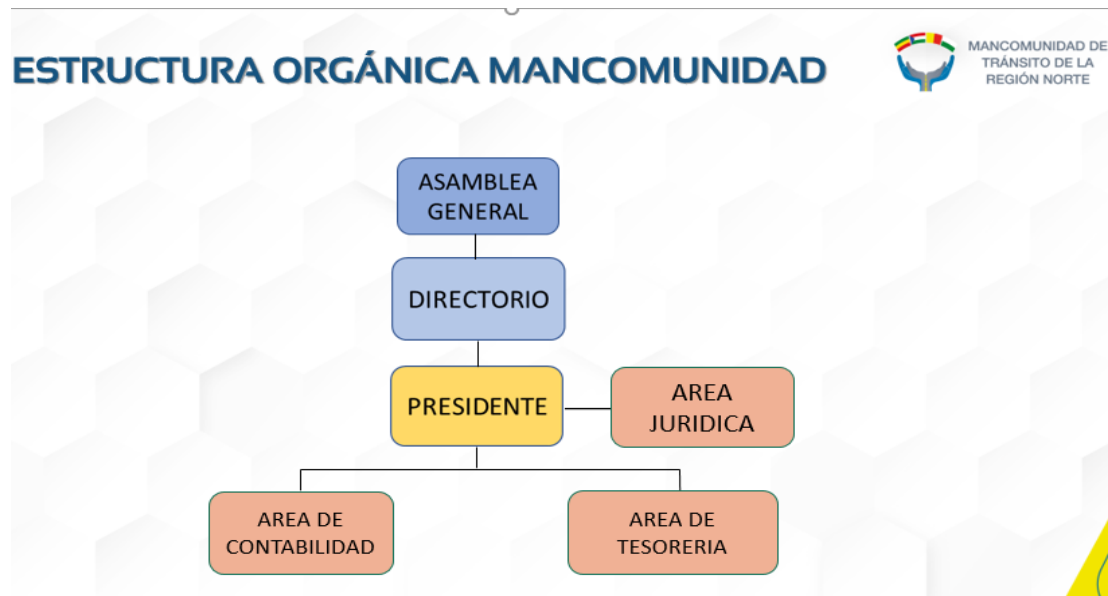 ESTRUCTURA ORGÁNICA MANCOMUNIDAD
MANCOMUNIDAD DE
TRÁNSITO DE LA
REGIÓN NORTE
ASAMBLEA
GENERAL
DIRECTORIO
PRESIDENTE
AREA
JURIDICA
AREA DE
CONTABILIDAD
AREA DE
TESORERIA